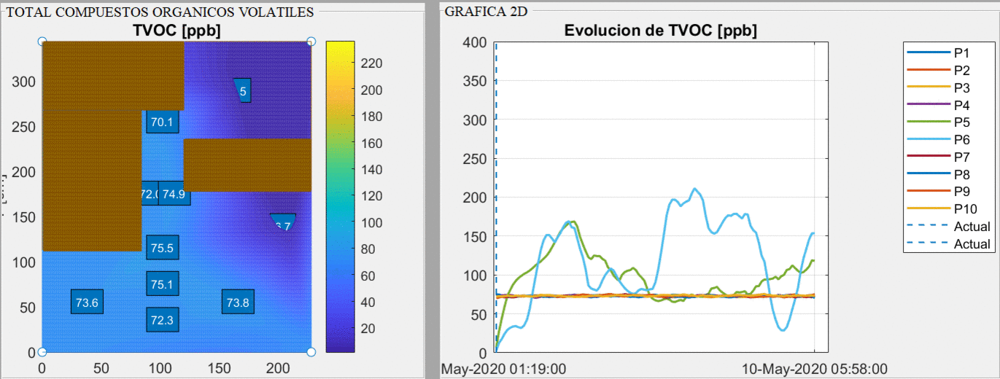 TOTAL COMPUESTOS ORGANICOS VOLATILES
TVOC [ppb]
300
250
200
150
100
50
0
0 50 100 150 200
5
70.1
72.0 74.9
75.5
75.1
73.6
73.8
72.3
220
200
180
160
140
120
100
80
60
40
20
GRAFICA 2D
Evolucion de TVOC [ppb]
400
350
300
250
200
150
100
50
0
May-2020 01:19:00 10-May-2020 05:58:00
P1
P2
P3
P4
P5
P6
P7
P8
P9
P10
Actual
Actual